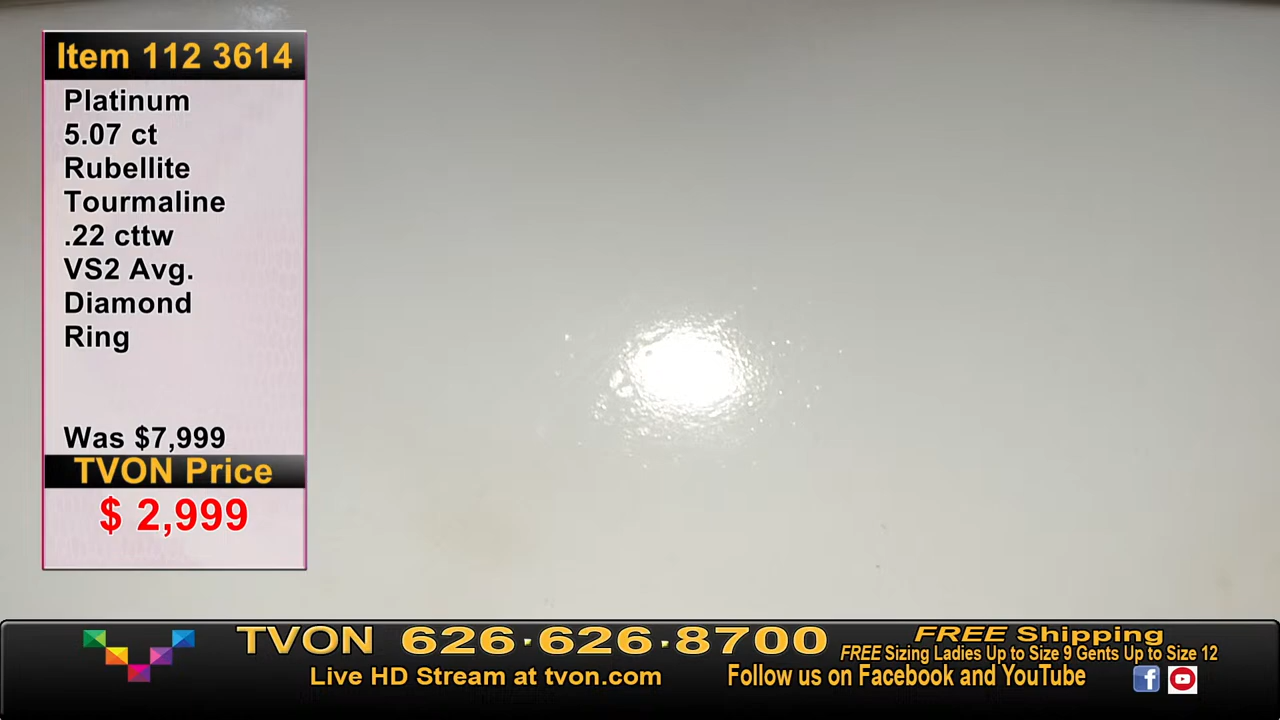 Item 112 3614
Platinum
5.07 ct
Rubellite
Tourmaline
.22 cttw
VS2 Avg.
Diamond
Ring
Was $7,999
TVON Price
$ 2,999
TVON 626·626·8700
Live HD Stream at tvon.com
FREE Shipping
FREE Sizing Ladies Up to Size 9 Gents Up to Size 12
Follow us on Facebook and YouTube